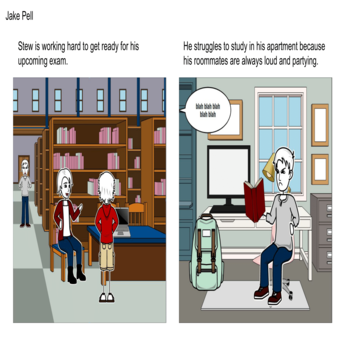 Jake Pell
Stew is working hard to get ready for his
upcoming exam.
He struggles to study in his apartment because
his roommates are always loud and partying.
blah blah blah
blah blah